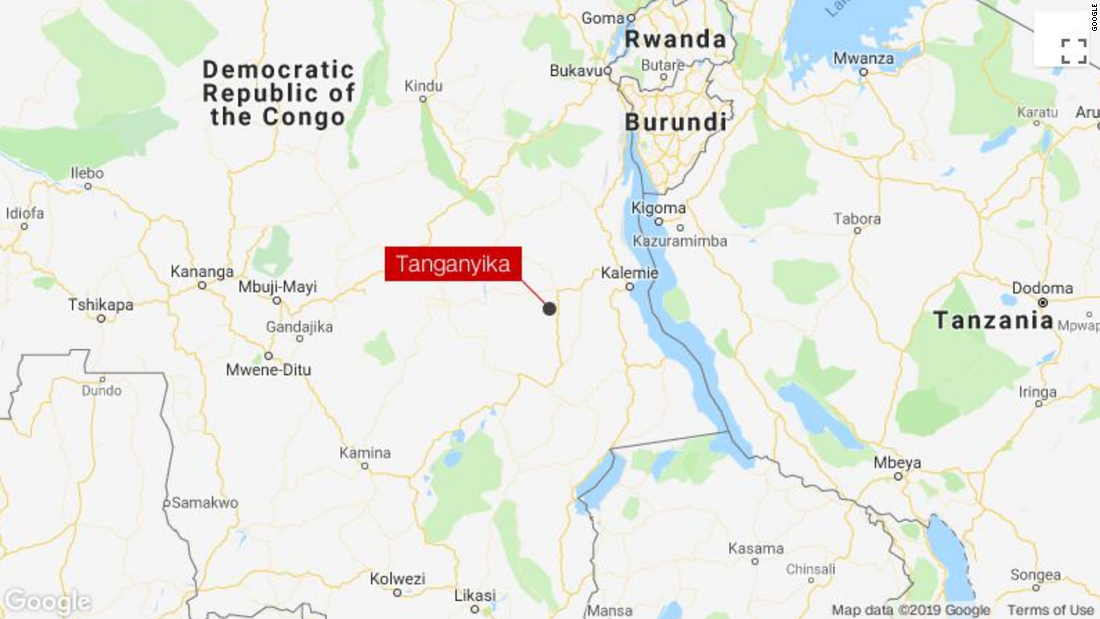 GOOGLE
Goma
Rwanda
Lake
Bukavu
Butare
Mwanza
Democratic
Republic of
the Congo
Kindu
Burundi
Karatu
Aru
Ilebo
Idiofa
Kigoma
Kazuramimba
Tabora
Tanganyika
Kananga
Mbuji-Mayi
Kalemie
Dodoma
Tshikapa
Gandajika
Tanzania
Mpwap
Mwene-Ditu
Dundo
Iringa
Kamina
Mbeya
Samakwo
Kasama
Chinsali
Kolwezi
Likasi
Songea
Google
Mansa
Map data ©2019 Google
Terms of Use